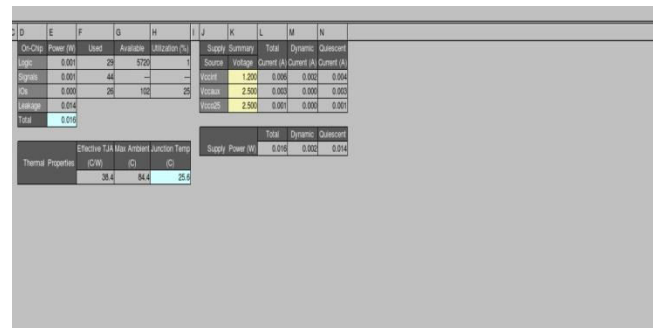 D E F G H I J K L M N
On-Chip Power (W) Used Available Utilization (%) Supply Summary Total Dynamic Quiescent
Logic 0.001 29 5720 1 Source Voltage Current (A) Current (A) Current (A)
Signals 0.001 44 --- --- Vccint 1.200 0.006 0.002 0.004
IOs 0.000 26 102 25 Vccaux 2.500 0.003 0.000 0.003
Leakage 0.014 Vcco25 2.500 0.001 0.000 0.001
Total 0.016
Total Dynamic Quiescent
Effective TJA Max Ambient Junction Temp Supply Power (W) 0.016 0.002 0.014
Thermal Properties (C/W) (C) (C)
38.4 84.4 25.6